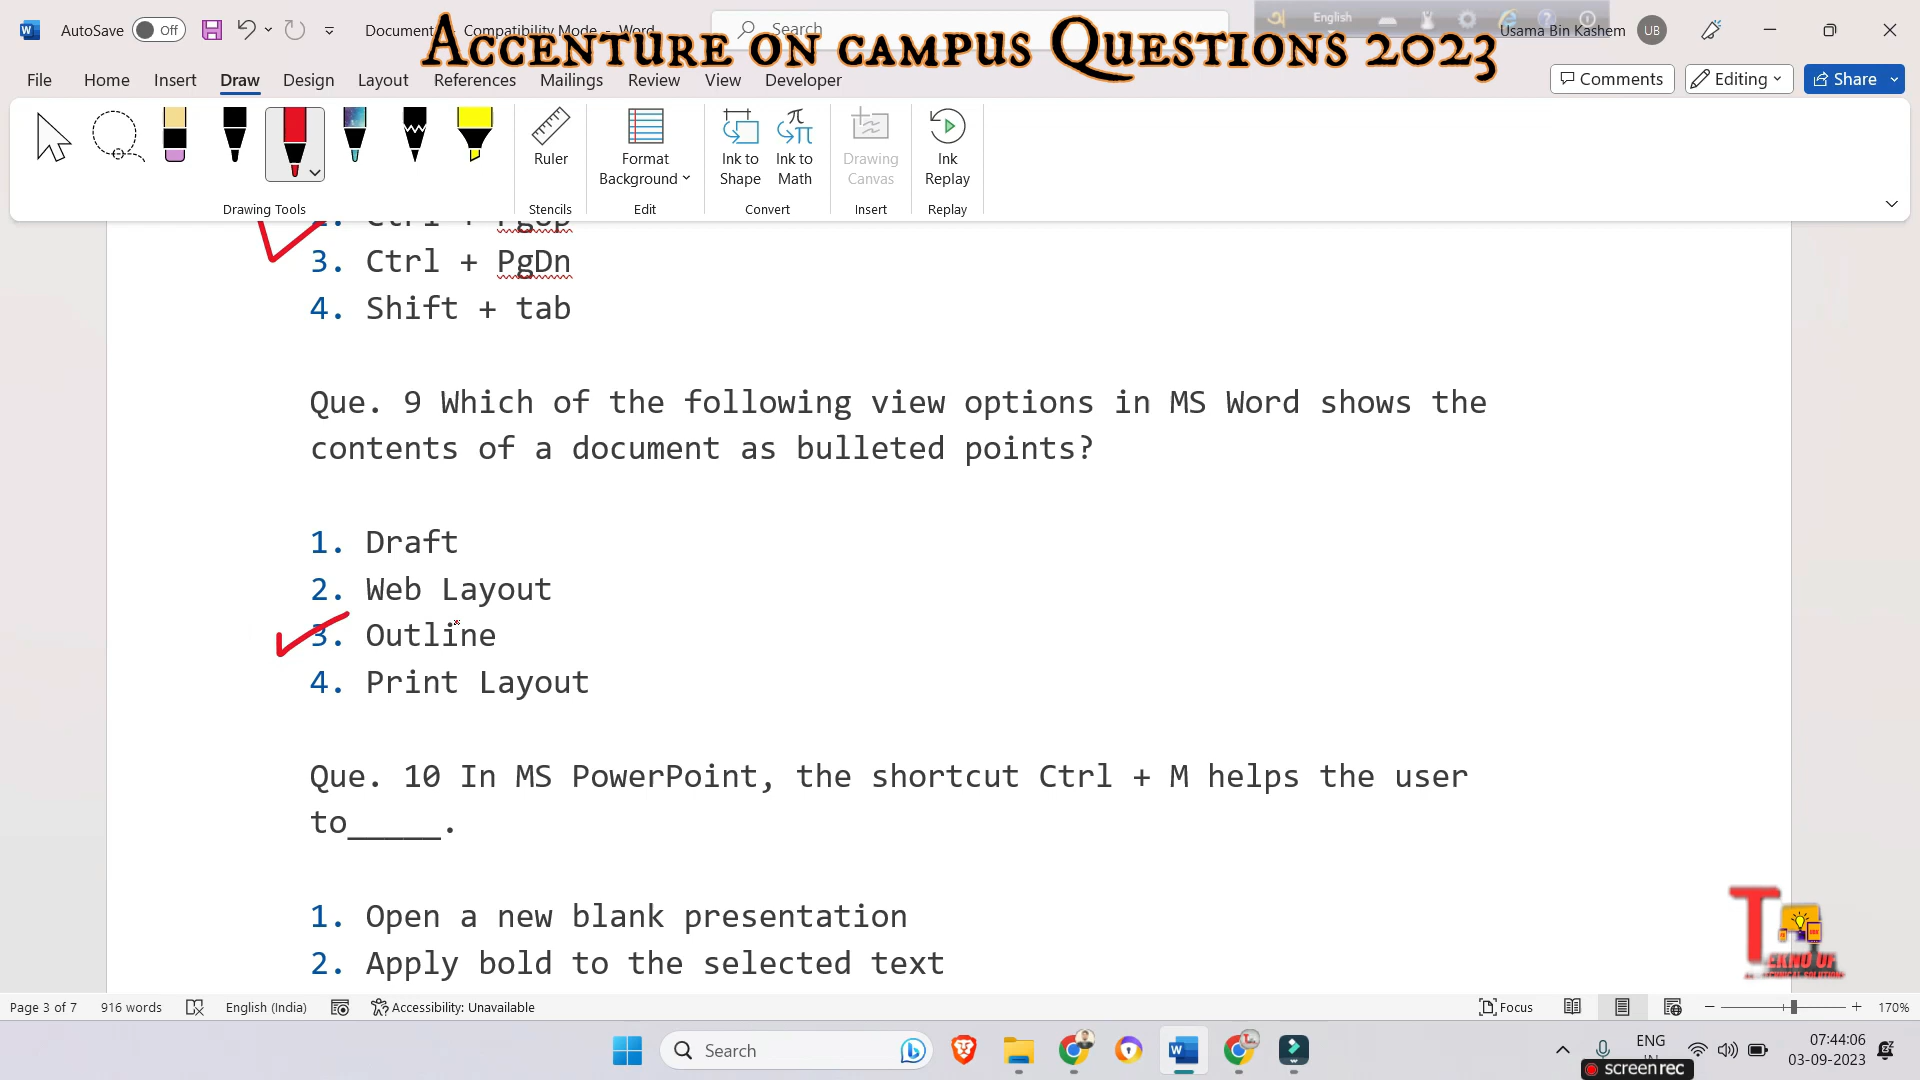 AutoSave Off Document Compatibility Mode - Word Search English Usama Bin Kashem UB
ACCENTURE ON CAMPUS QUESTIONS 2023
File Home Insert Draw Design Layout References Mailings Review View Developer Comments Editing Share
Ruler Format Background Ink to Shape Ink to Math Drawing Canvas Ink Replay
Drawing Tools Stencils Edit Convert Insert Replay
2. Ctrl + PgUp
3. Ctrl + PgDn
4. Shift + tab
Que. 9 Which of the following view options in MS Word shows the
contents of a document as bulleted points?
1. Draft
2. Web Layout
3. Outline
4. Print Layout
Que. 10 In MS PowerPoint, the shortcut Ctrl + M helps the user
to_____.
1. Open a new blank presentation
2. Apply bold to the selected text
Page 3 of 7 916 words English (India) Accessibility: Unavailable Focus 170%
Search ENG 07:44:06
IN 03-09-2023
screenrec